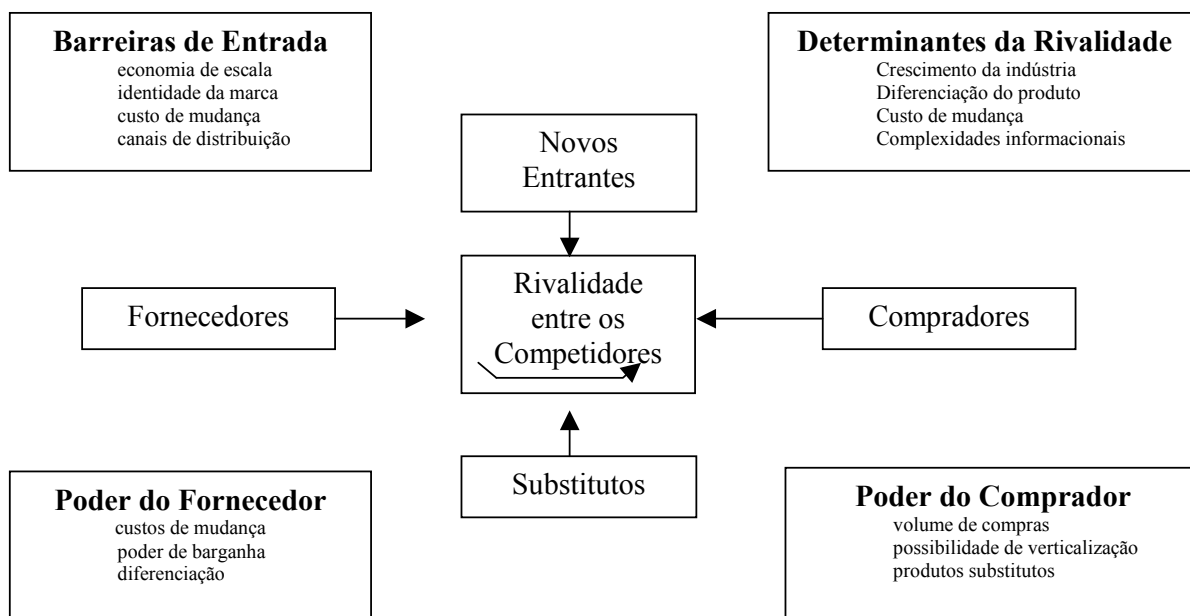 Barreiras de Entrada
economia de escala
identidade da marca
custo de mudança
canais de distribuição
Determinantes da Rivalidade
Crescimento da indústria
Diferenciação do produto
Custo de mudança
Complexidades informacionais
Novos
Entrantes
Fornecedores
Rivalidade
entre os
Competidores
Compradores
Substitutos
Poder do Fornecedor
custos de mudança
poder de barganha
diferenciação
Poder do Comprador
volume de compras
possibilidade de verticalização
produtos substitutos